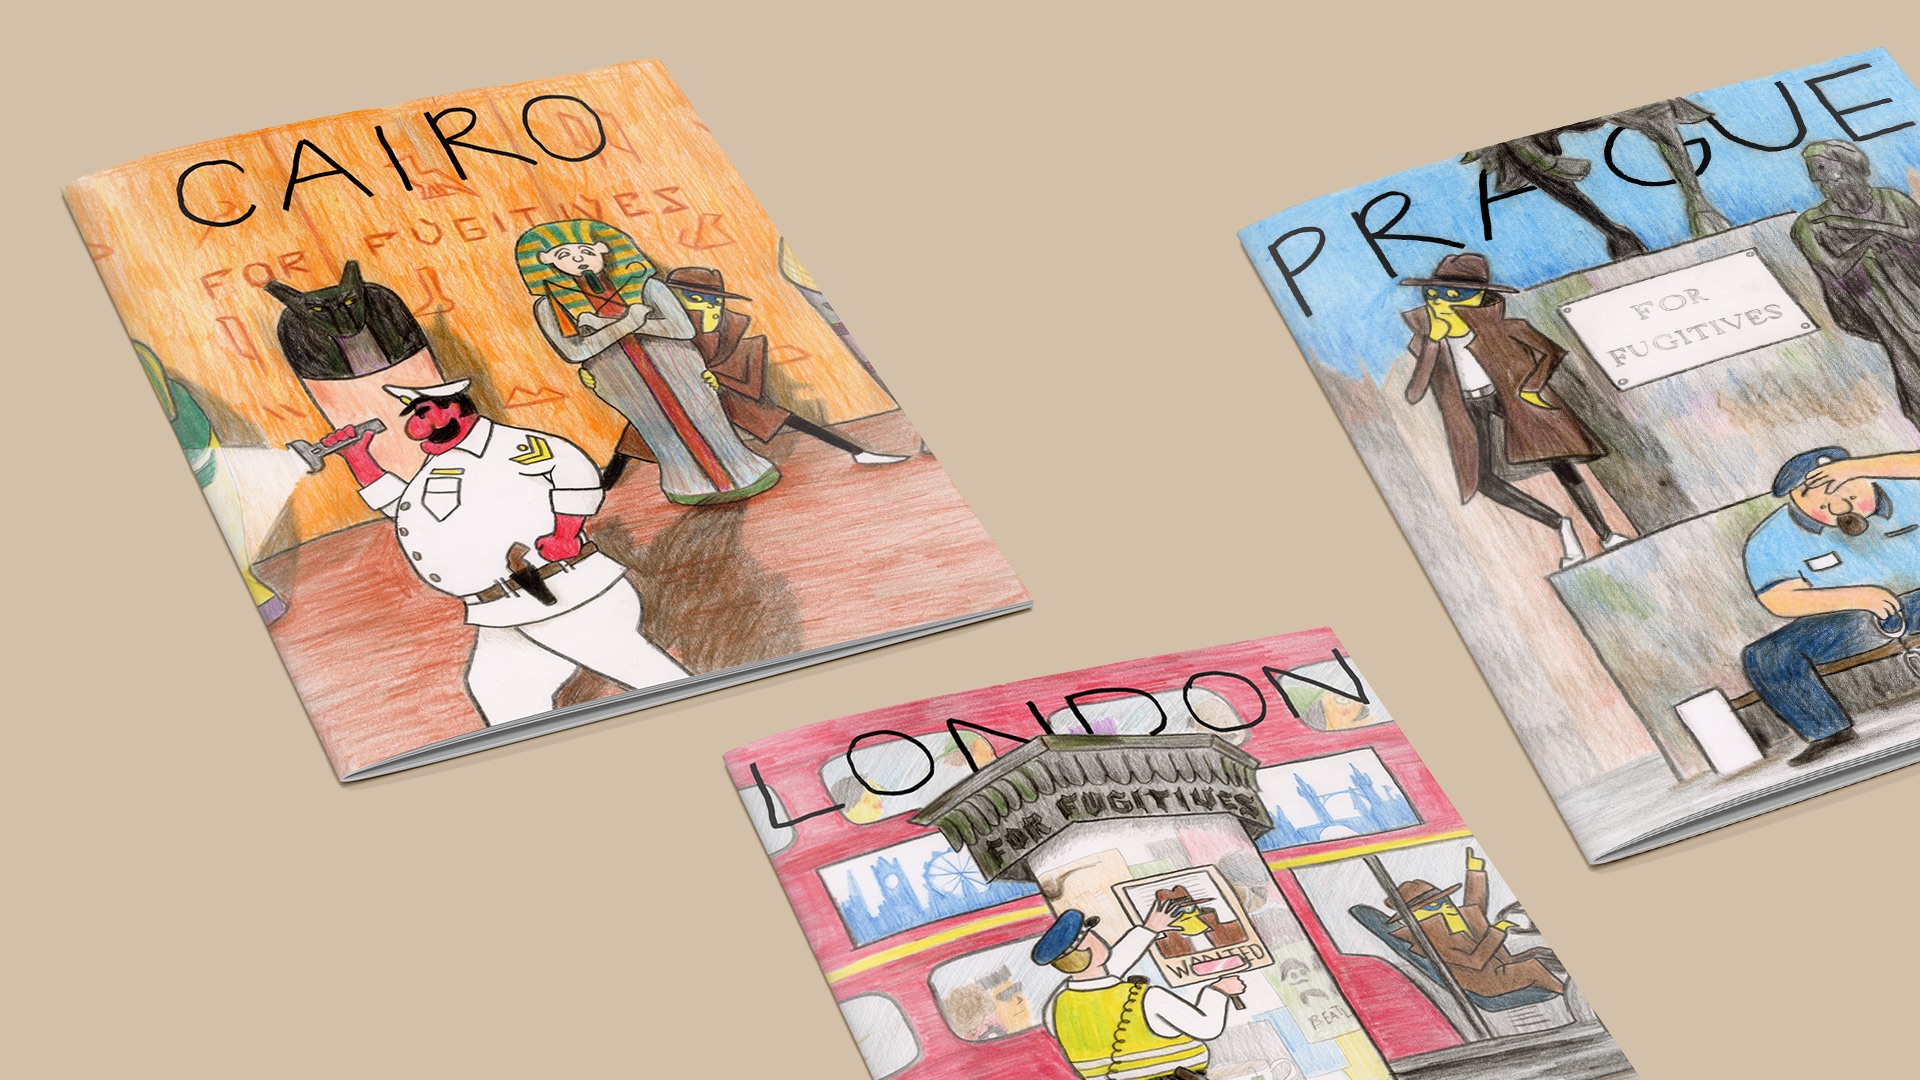 CAIRO
FOR FUGITIVES
PRAGUE
FOR
FUGITIVES
LONDON
FOR FUGITIVES
WANTED